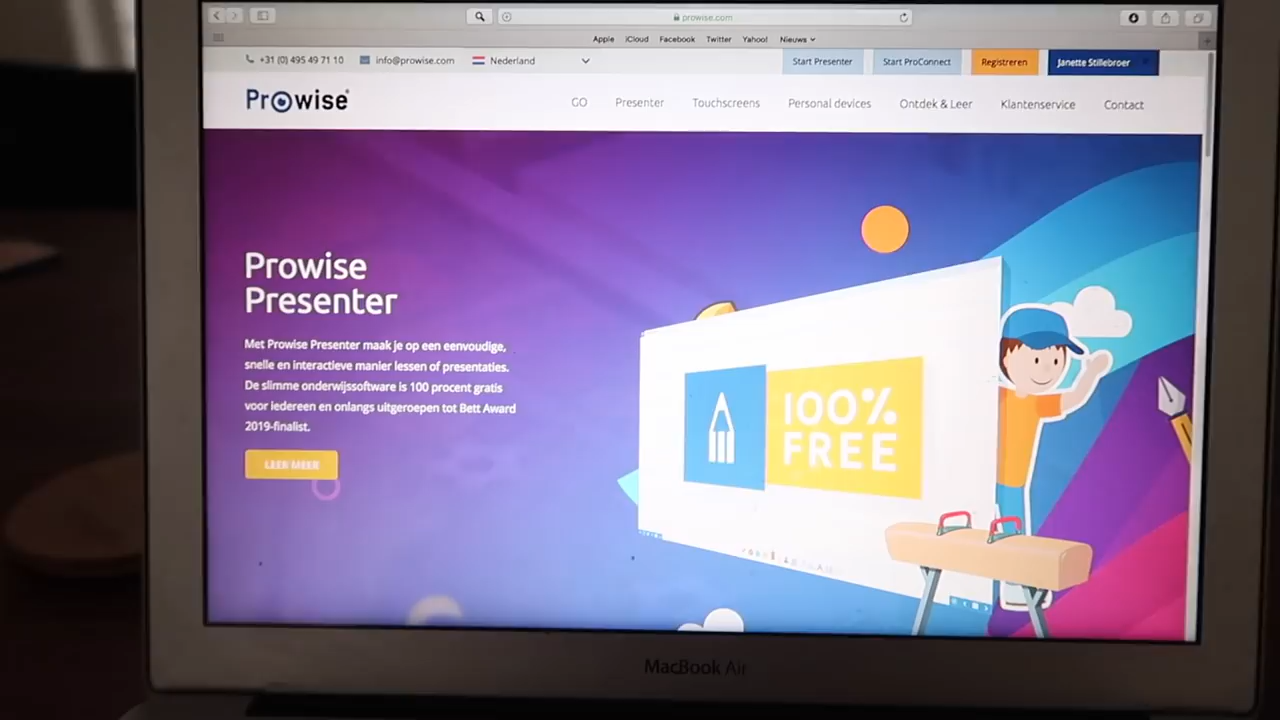 prowise.com
Apple iCloud Facebook Twitter Yahoo! Nieuws
+31 (0) 495 49 71 10 info@prowise.com Nederland Start Presenter Start ProConnect Registreren Janette Stillebroer
Prowise GO Presenter Touchscreens Personal devices Ontdek & Leer Klantenservice Contact
Prowise
Presenter
Met Prowise Presenter maak je op een eenvoudige,
snelle en interactieve manier lessen of presentaties.
De slimme onderwijssoftware is 100 procent gratis
voor iedereen en onlangs uitgeroepen tot Bett Award
2019-finalist.
LEER MEER
100%
FREE
MacBook Air